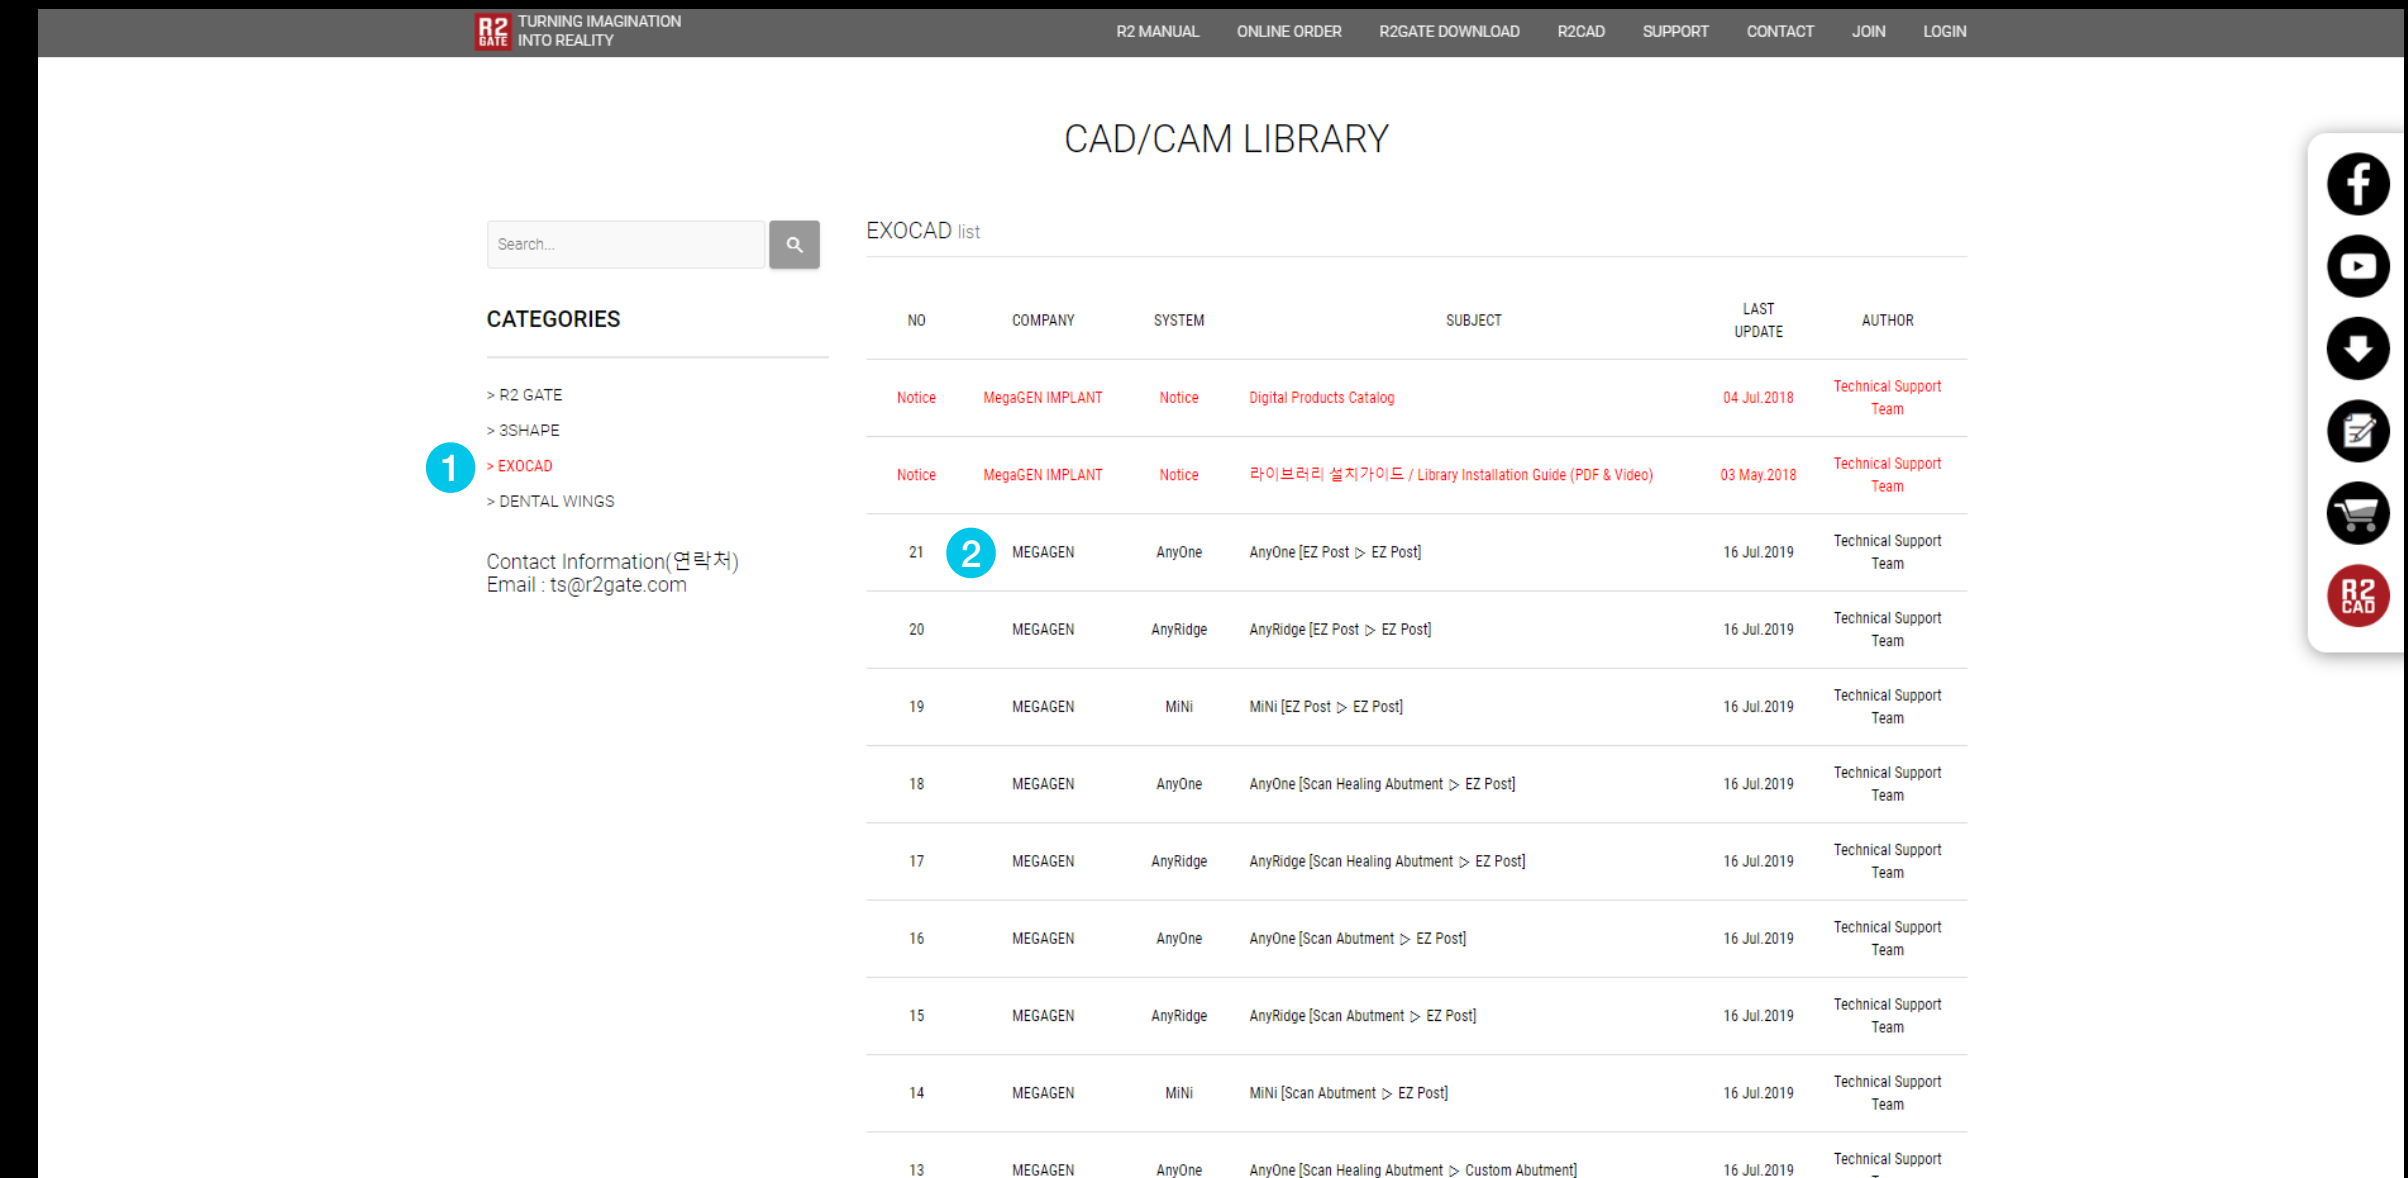 R2 GATE TURNING IMAGINATION INTO REALITY
R2 MANUAL ONLINE ORDER R2GATE DOWNLOAD R2CAD SUPPORT CONTACT JOIN LOGIN
CAD/CAM LIBRARY
Search...
CATEGORIES
> R2 GATE
> 3SHAPE
1 > EXOCAD
> DENTAL WINGS
Contact Information(연락처)
Email : ts@r2gate.com
EXOCAD list
NO COMPANY SYSTEM SUBJECT LAST UPDATE AUTHOR
Notice MegaGEN IMPLANT Notice Digital Products Catalog 04 Jul.2018 Technical Support Team
Notice MegaGEN IMPLANT Notice 라이브러리 설치가이드 / Library Installation Guide (PDF & Video) 03 May.2018 Technical Support Team
21 2 MEGAGEN AnyOne AnyOne [EZ Post ▷ EZ Post] 16 Jul.2019 Technical Support Team
20 MEGAGEN AnyRidge AnyRidge [EZ Post ▷ EZ Post] 16 Jul.2019 Technical Support Team
19 MEGAGEN MiNi MiNi [EZ Post ▷ EZ Post] 16 Jul.2019 Technical Support Team
18 MEGAGEN AnyOne AnyOne [Scan Healing Abutment ▷ EZ Post] 16 Jul.2019 Technical Support Team
17 MEGAGEN AnyRidge AnyRidge [Scan Healing Abutment ▷ EZ Post] 16 Jul.2019 Technical Support Team
16 MEGAGEN AnyOne AnyOne [Scan Abutment ▷ EZ Post] 16 Jul.2019 Technical Support Team
15 MEGAGEN AnyRidge AnyRidge [Scan Abutment ▷ EZ Post] 16 Jul.2019 Technical Support Team
14 MEGAGEN MiNi MiNi [Scan Abutment ▷ EZ Post] 16 Jul.2019 Technical Support Team
13 MEGAGEN AnyOne AnyOne [Scan Healing Abutment ▷ Custom Abutment] 16 Jul.2019 Technical Support
R2 CAD